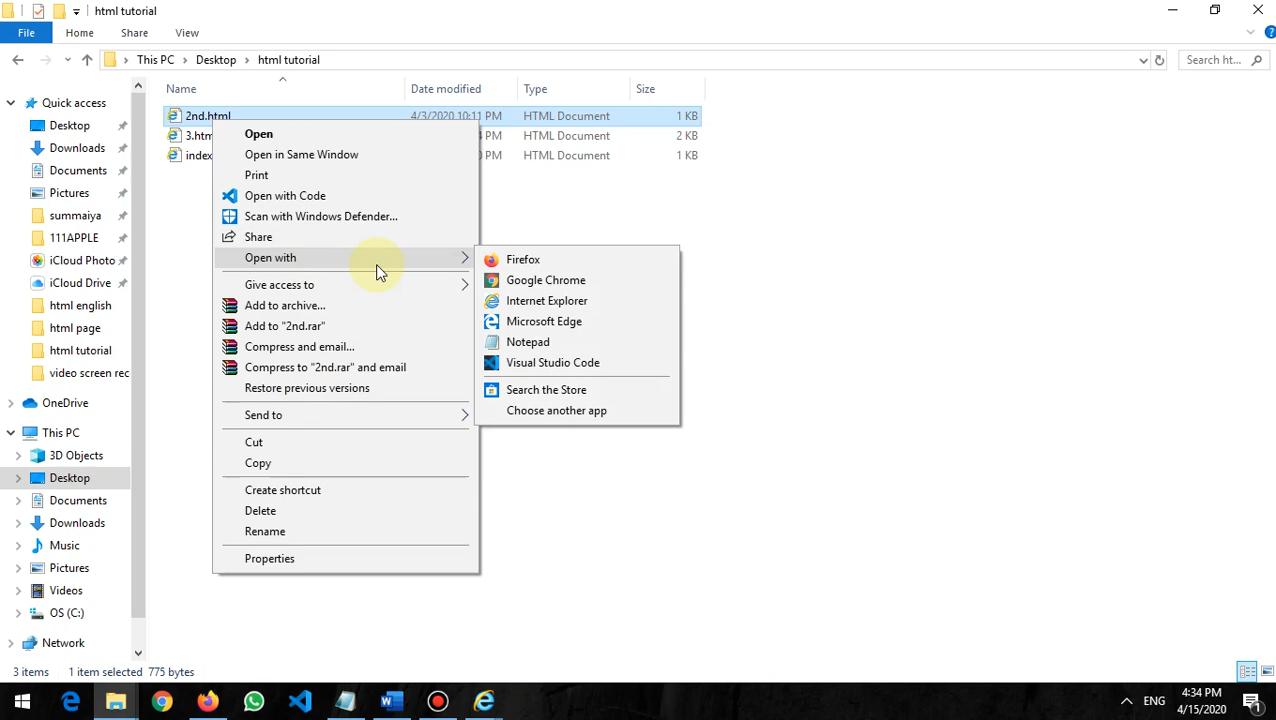 html tutorial
File
Home
Share
View
This PC
Desktop
html tutorial
Search ht...
Name
Date modified
Type
Size
Quick access
Desktop
Downloads
Documents
Pictures
summaiya
111APPLE
iCloud Photo
iCloud Drive
html english
html page
html tutorial
video screen rec
OneDrive
This PC
3D Objects
Desktop
Documents
Downloads
Music
Pictures
Videos
OS (C:)
Network
2nd.html
4/3/2020 10:11 PM
HTML Document
1 KB
3.htm
PM
HTML Document
2 KB
index
PM
HTML Document
1 KB
Open
Open in Same Window
Print
Open with Code
Scan with Windows Defender...
Share
Open with
Give access to
Add to archive...
Add to "2nd.rar"
Compress and email...
Compress to "2nd.rar" and email
Restore previous versions
Send to
Cut
Copy
Create shortcut
Delete
Rename
Properties
Firefox
Google Chrome
Internet Explorer
Microsoft Edge
Notepad
Visual Studio Code
Search the Store
Choose another app
3 items
1 item selected 775 bytes
ENG
4:34 PM
4/15/2020
1